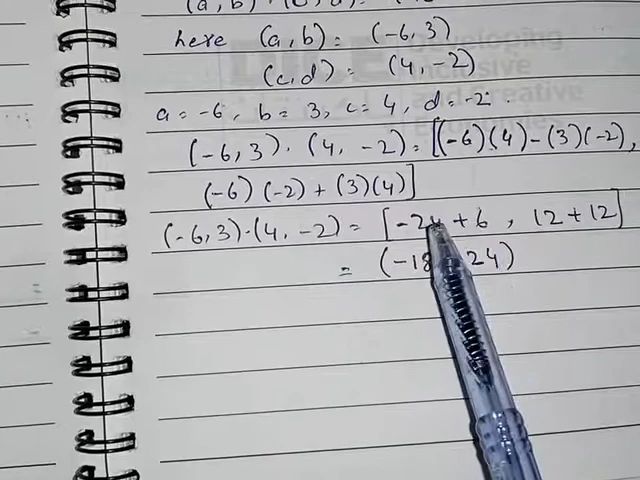 (a, b) · (c, d) =
here (a, b) = (-6, 3)
(c, d) = (4, -2)
a = -6, b = 3, c = 4, d = -2.
(-6, 3) · (4, -2) = [(-6)(4) - (3)(-2),
(-6)(-2) + (3)(4)]
(-6, 3) · (4, -2) = [-24 + 6, 12 + 12]
= (-18, 24)